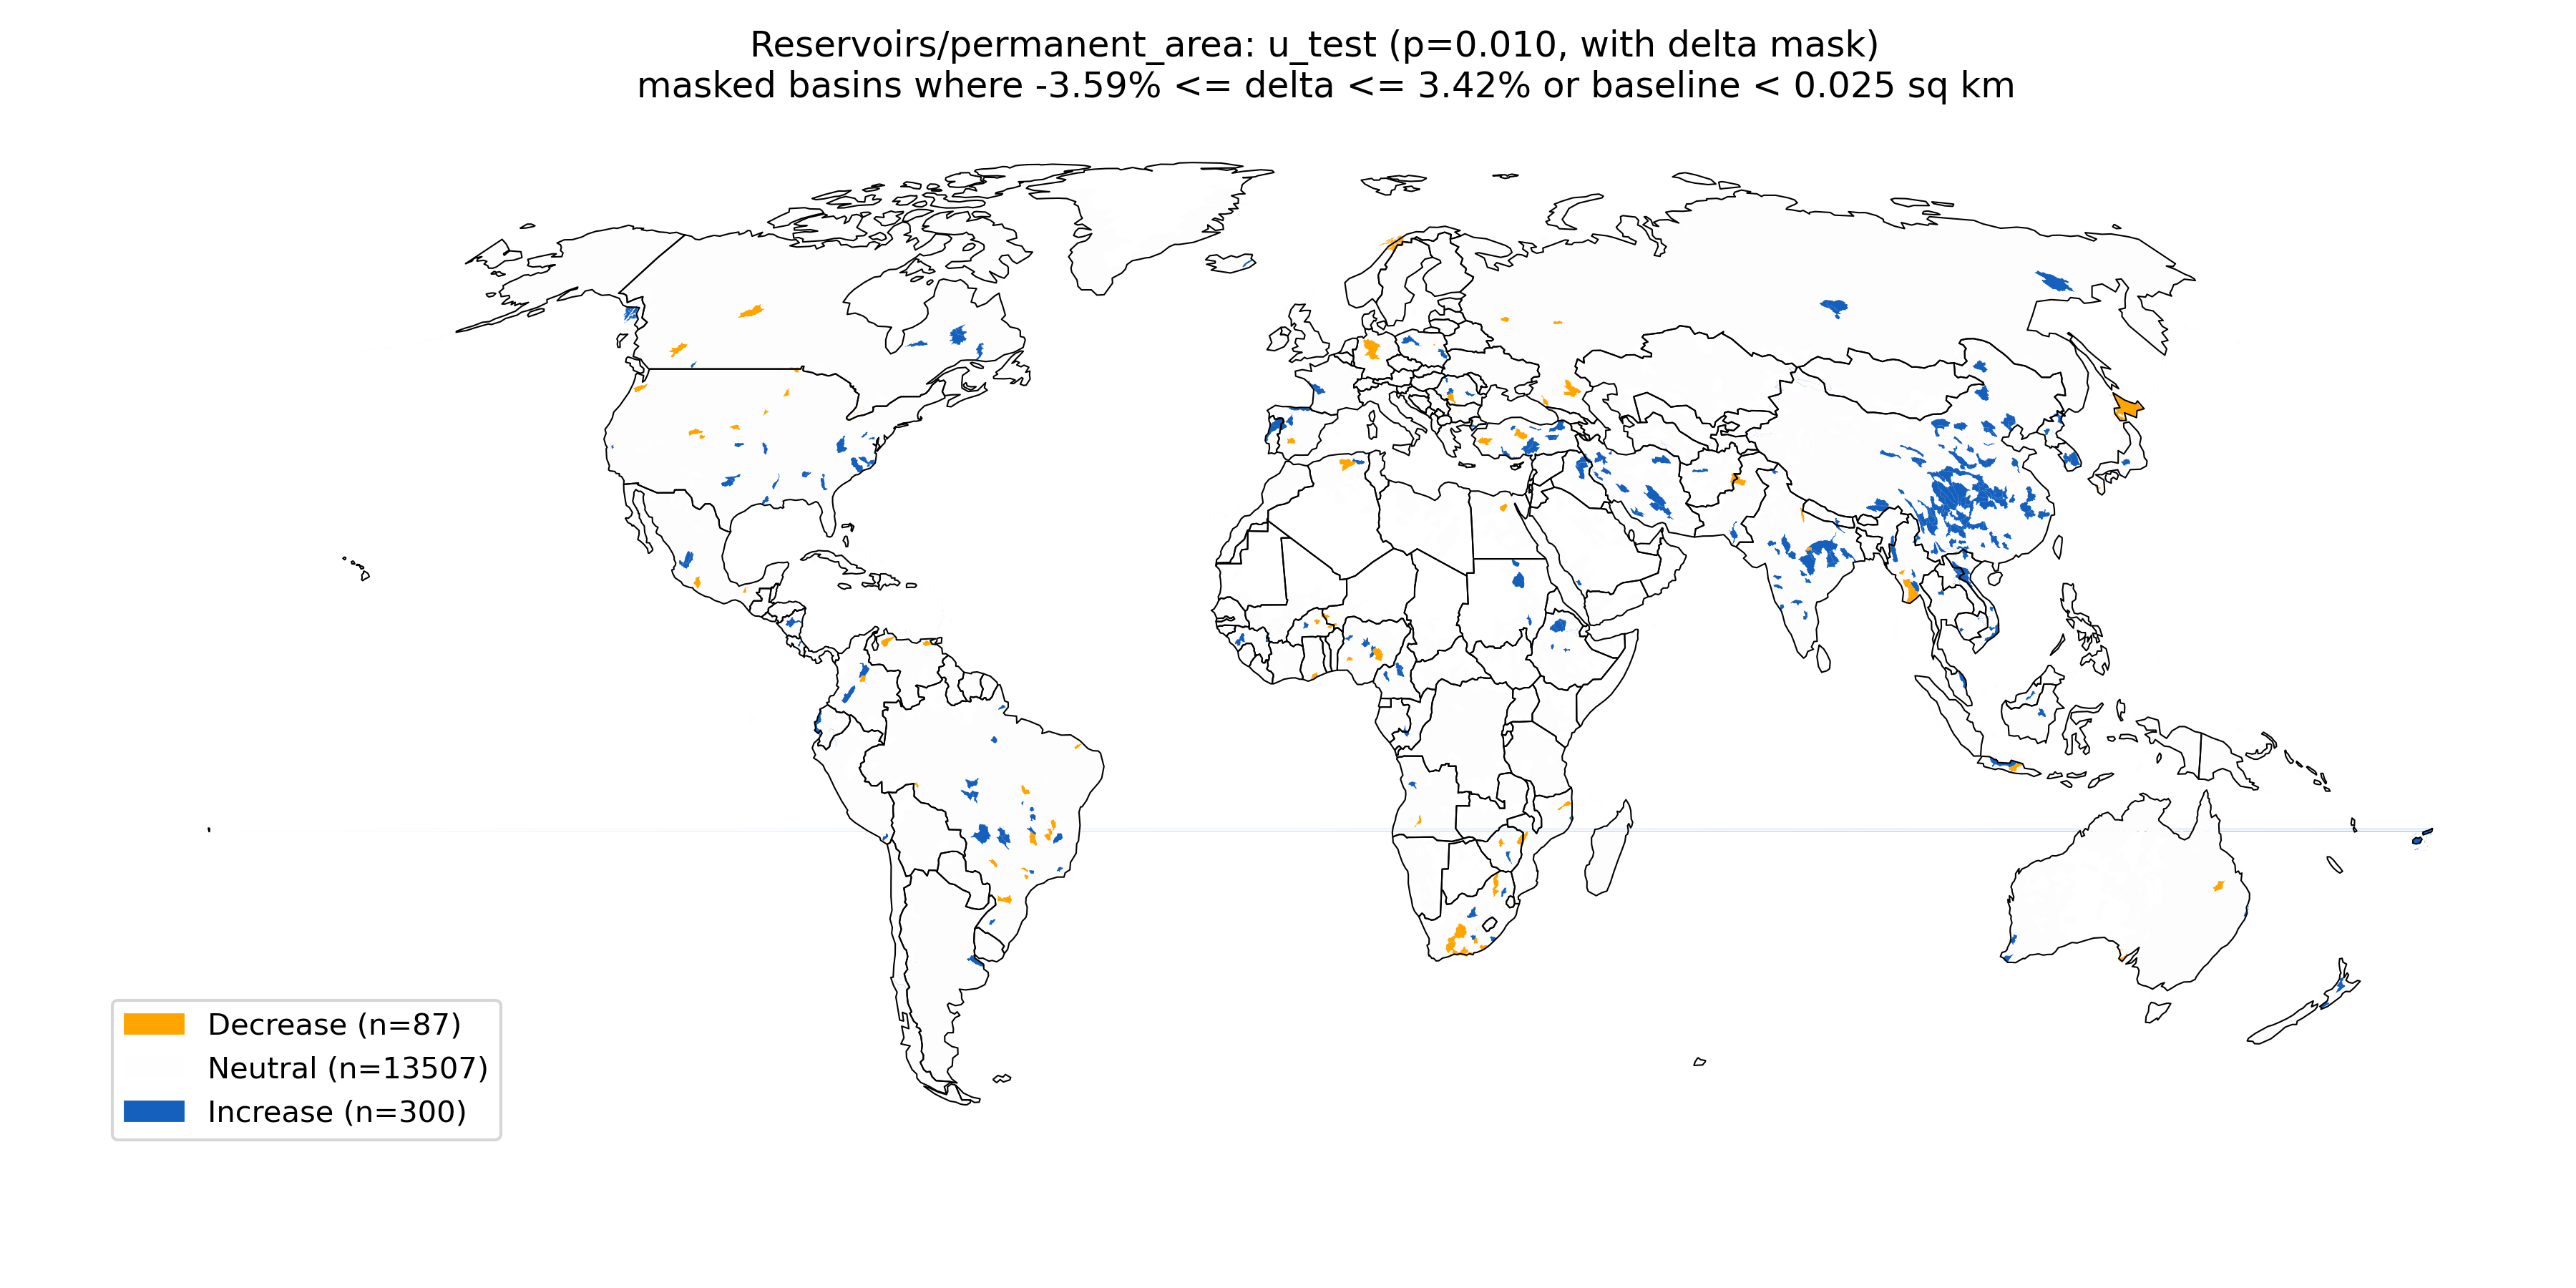 Reservoirs/permanent_area: u_test (p=0.010, with delta mask)
masked basins where -3.59% <= delta <= 3.42% or baseline < 0.025 sq km
Decrease (n=87)
Neutral (n=13507)
Increase (n=300)